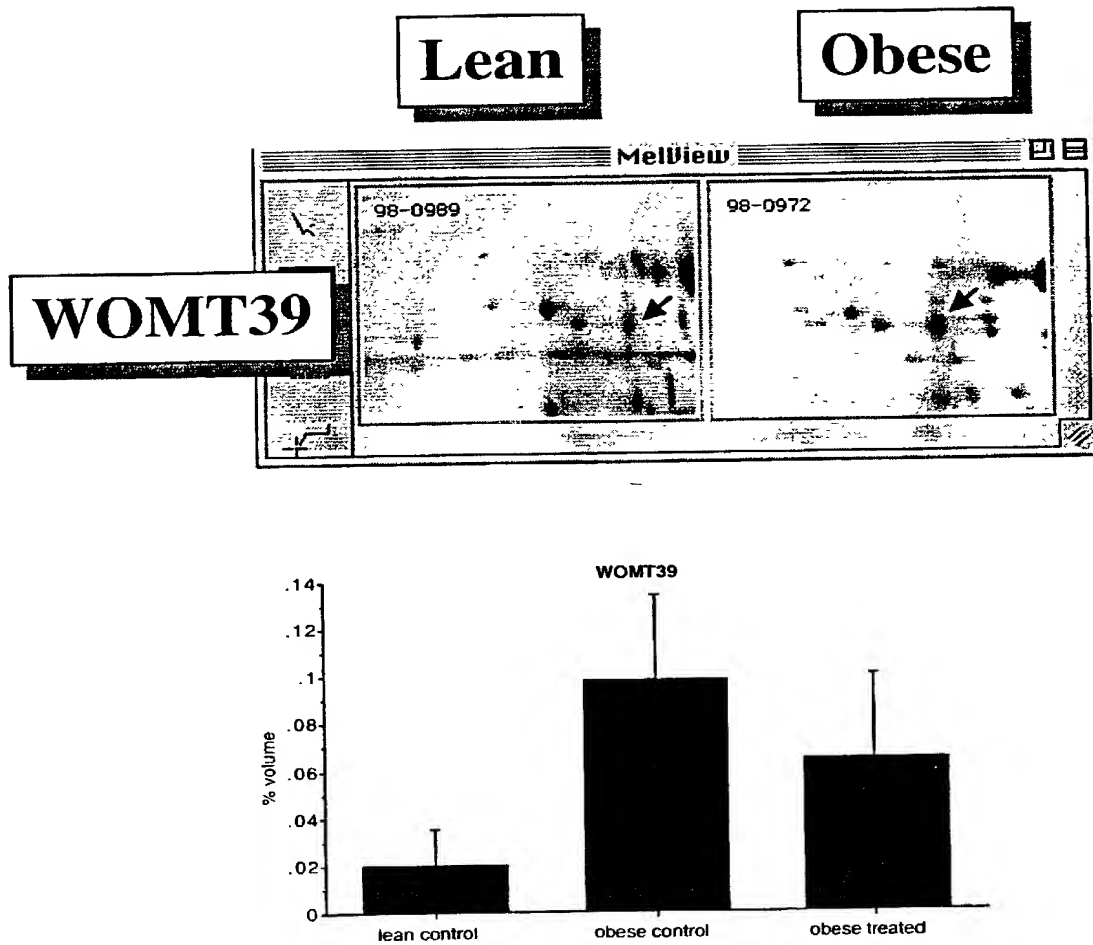 Lean
Obese
MelView
98-0989
98-0972
WOMT39
WOMT39
.14
.12
.1
.08
.06
.04
.02
0
% volume
lean control
obese control
obese treated